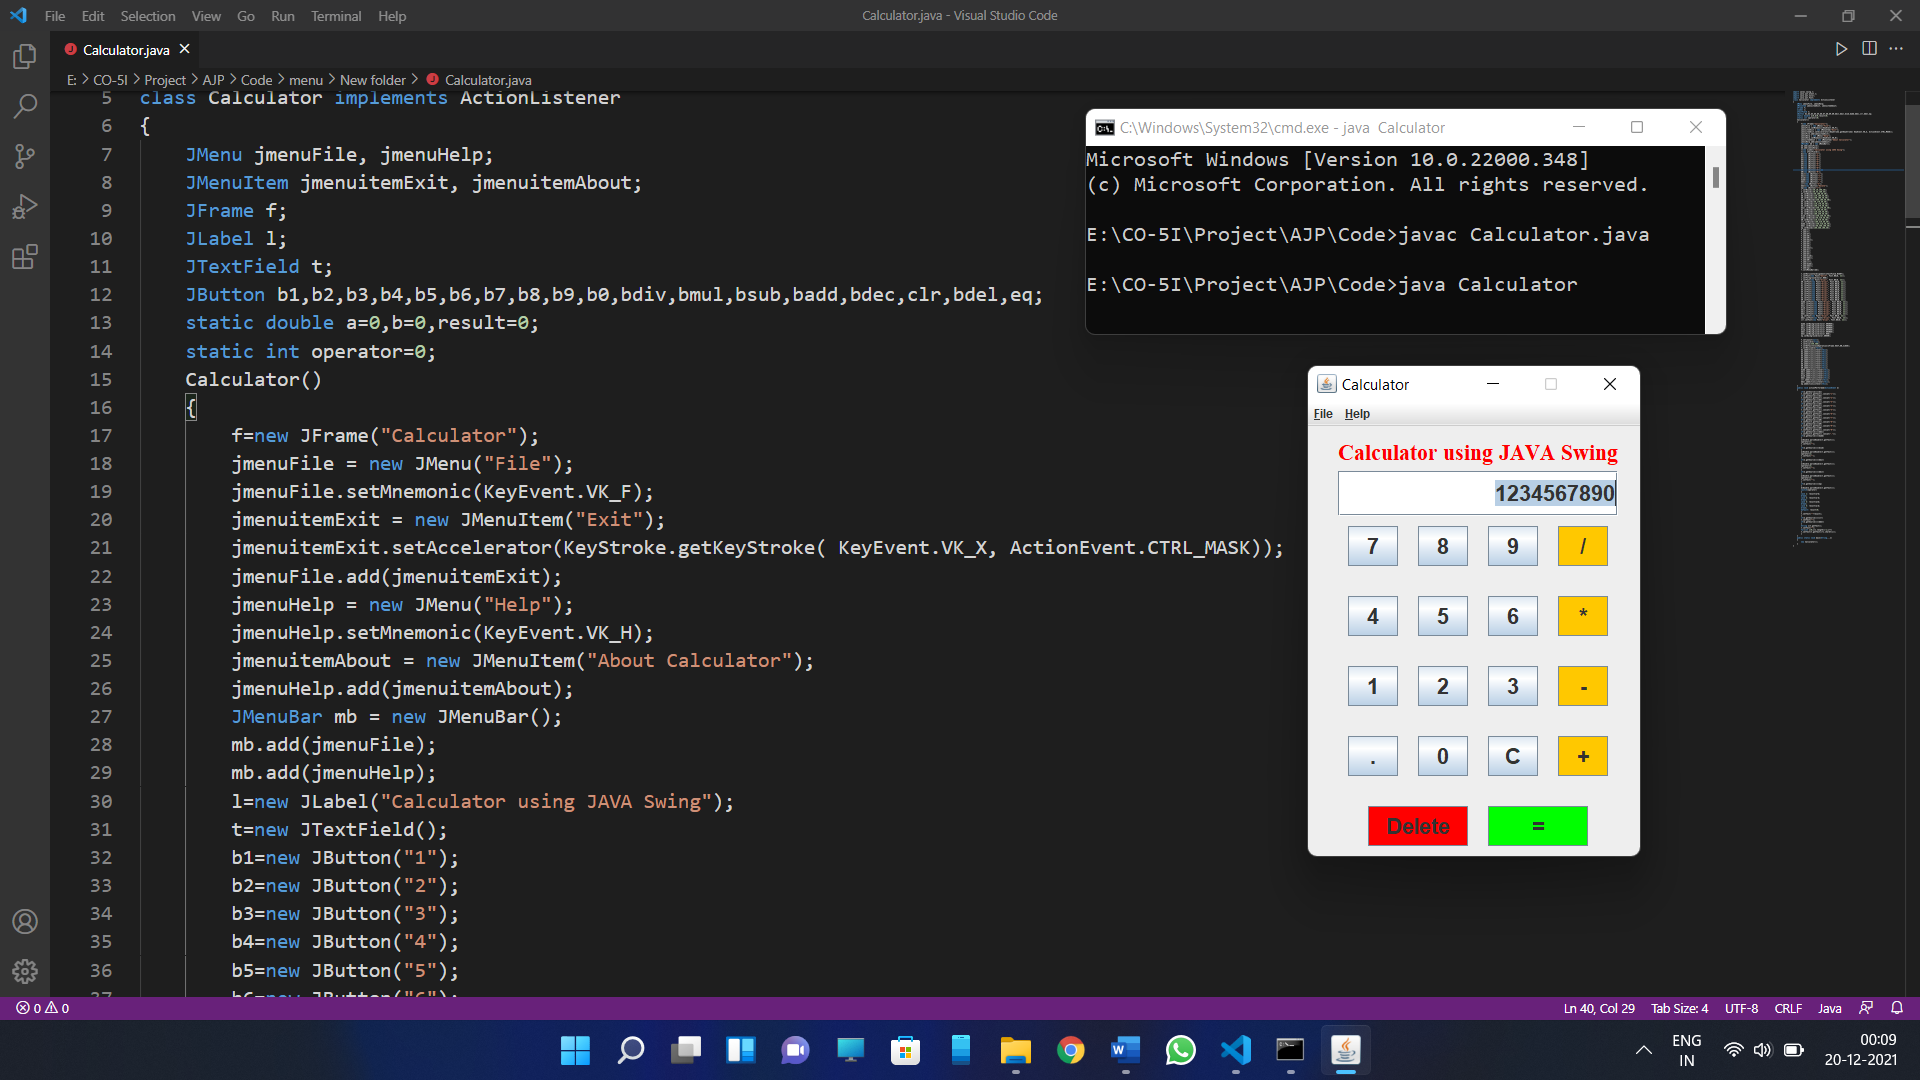 File Edit Selection View Go Run Terminal Help
Calculator.java - Visual Studio Code
Calculator.java
E: > CO-5I > Project > AJP > Code > menu > New folder > Calculator.java
5 class Calculator implements ActionListener
6 {
7 JMenu jmenuFile, jmenuHelp;
8 JMenuItem jmenuitemExit, jmenuitemAbout;
9 JFrame f;
10 JLabel l;
11 JTextField t;
12 JButton b1,b2,b3,b4,b5,b6,b7,b8,b9,b0,bdiv,bmul,bsub,badd,bdec,clr,bdel,eq;
13 static double a=0,b=0,result=0;
14 static int operator=0;
15 Calculator()
16 {
17 f=new JFrame("Calculator");
18 jmenuFile = new JMenu("File");
19 jmenuFile.setMnemonic(KeyEvent.VK_F);
20 jmenuitemExit = new JMenuItem("Exit");
21 jmenuitemExit.setAccelerator(KeyStroke.getKeyStroke( KeyEvent.VK_X, ActionEvent.CTRL_MASK));
22 jmenuFile.add(jmenuitemExit);
23 jmenuHelp = new JMenu("Help");
24 jmenuHelp.setMnemonic(KeyEvent.VK_H);
25 jmenuitemAbout = new JMenuItem("About Calculator");
26 jmenuHelp.add(jmenuitemAbout);
27 JMenuBar mb = new JMenuBar();
28 mb.add(jmenuFile);
29 mb.add(jmenuHelp);
30 l=new JLabel("Calculator using JAVA Swing");
31 t=new JTextField();
32 b1=new JButton("1");
33 b2=new JButton("2");
34 b3=new JButton("3");
35 b4=new JButton("4");
36 b5=new JButton("5");
37 b6=new JButton("6");
C:\Windows\System32\cmd.exe - java Calculator
Microsoft Windows [Version 10.0.22000.348]
(c) Microsoft Corporation. All rights reserved.
E:\CO-5I\Project\AJP\Code>javac Calculator.java
E:\CO-5I\Project\AJP\Code>java Calculator
Calculator
File Help
Calculator using JAVA Swing
1234567890
7 8 9 /
4 5 6 *
1 2 3 -
. 0 C +
Delete =
0 0
Ln 40, Col 29 Tab Size: 4 UTF-8 CRLF Java
ENG
IN
00:09
20-12-2021